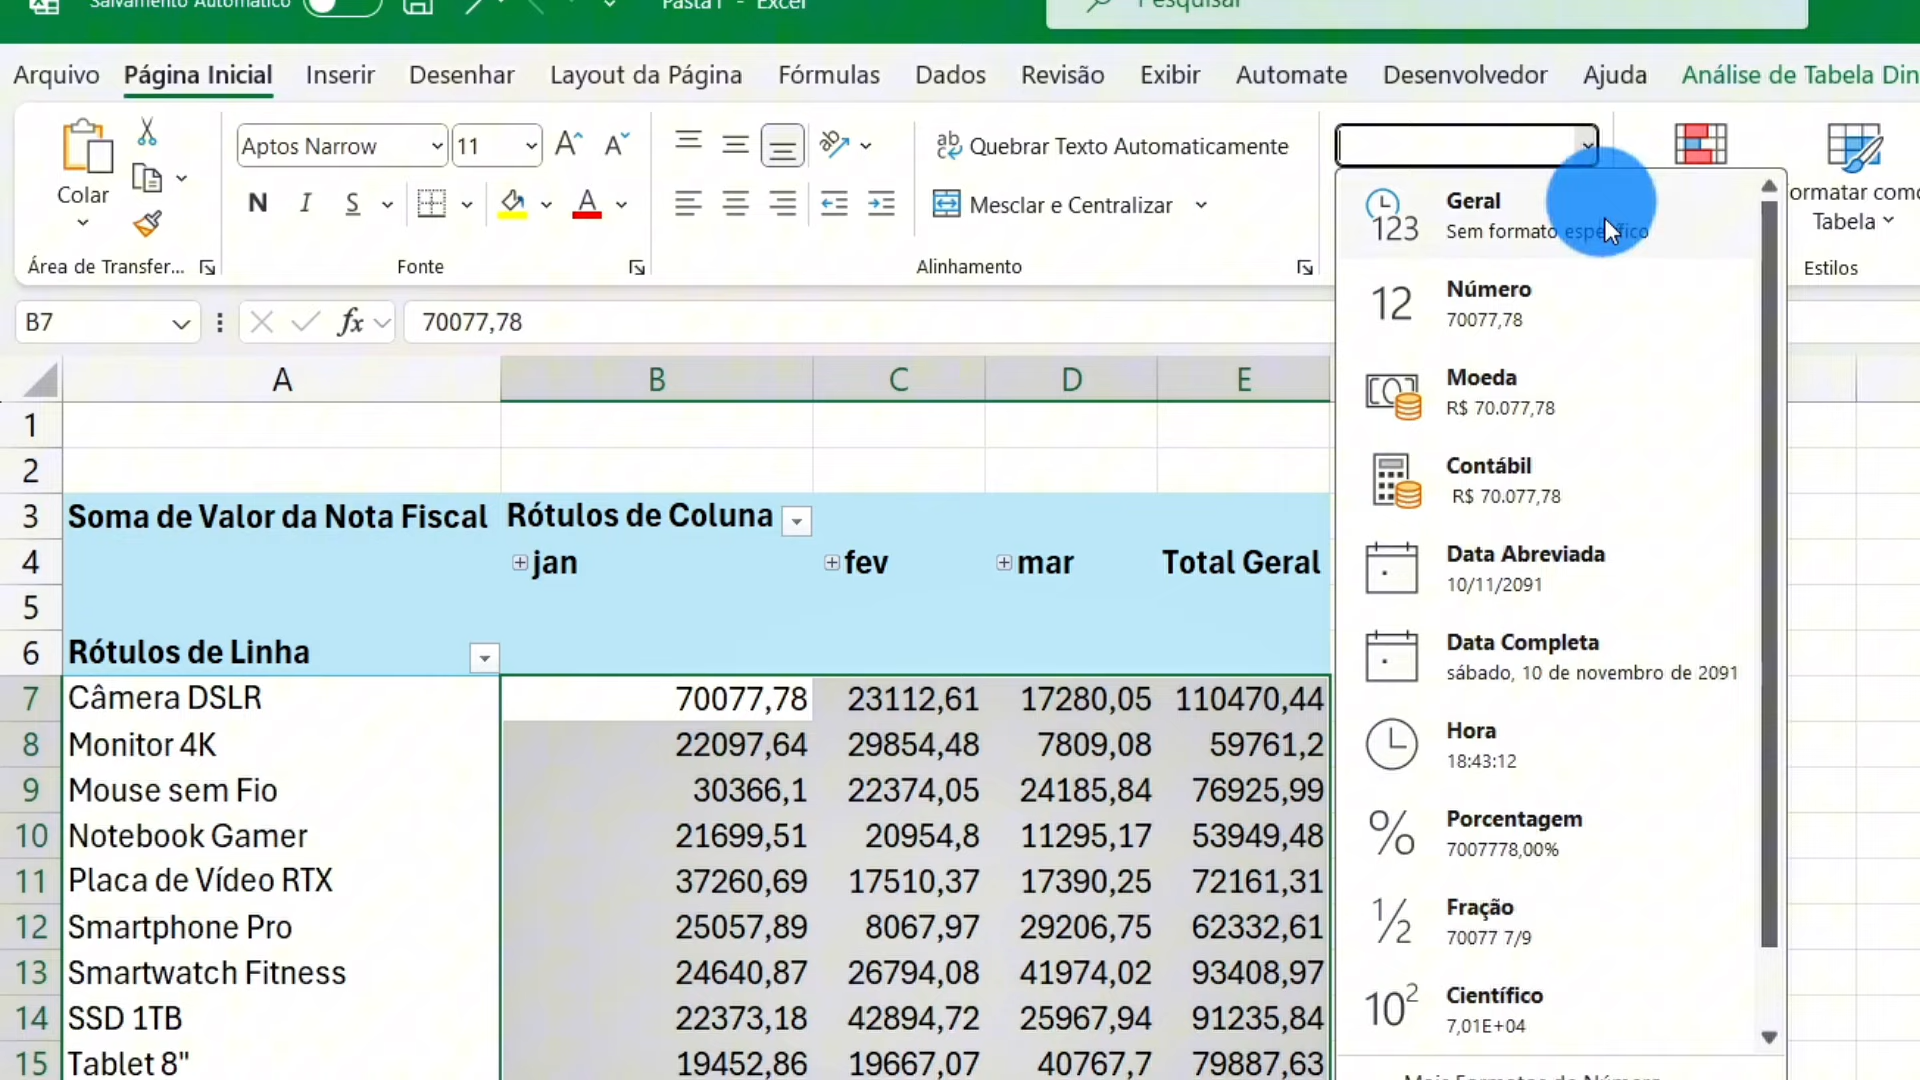 Salvamento Automático
Pasta1 - Excel
Pesquisar
Arquivo Página Inicial Inserir Desenhar Layout da Página Fórmulas Dados Revisão Exibir Automate Desenvolvedor Ajuda Análise de Tabela Din
Colar
Aptos Narrow 11
N I S
Quebrar Texto Automaticamente
Mesclar e Centralizar
ormatar como
Tabela
Área de Transfer... Fonte Alinhamento Estilos
B7 fx 70077,78
Geral
Sem formato específico
Número
70077,78
Moeda
R$ 70.077,78
Contábil
R$ 70.077,78
Data Abreviada
10/11/2091
Data Completa
sábado, 10 de novembro de 2091
Hora
18:43:12
Porcentagem
7007778,00%
Fração
70077 7/9
Científico
7,01E+04
A B C D E
1
2
3 Soma de Valor da Nota Fiscal Rótulos de Coluna
4 jan fev mar Total Geral
5
6 Rótulos de Linha
7 Câmera DSLR 70077,78 23112,61 17280,05 110470,44
8 Monitor 4K 22097,64 29854,48 7809,08 59761,2
9 Mouse sem Fio 30366,1 22374,05 24185,84 76925,99
10 Notebook Gamer 21699,51 20954,8 11295,17 53949,48
11 Placa de Vídeo RTX 37260,69 17510,37 17390,25 72161,31
12 Smartphone Pro 25057,89 8067,97 29206,75 62332,61
13 Smartwatch Fitness 24640,87 26794,08 41974,02 93408,97
14 SSD 1TB 22373,18 42894,72 25967,94 91235,84
15 Tablet 8" 19452,86 19667,07 40767,7 79887,63
Mais Formatos de Número